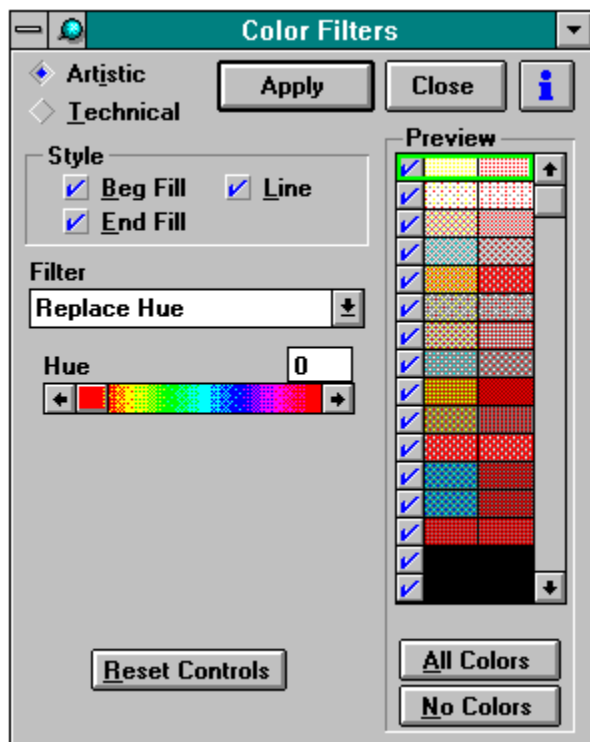 Color Filters
Artistic
Technical
Apply
Close
i
Style
Beg Fill
Line
End Fill
Preview
Filter
Replace Hue
Hue
0
Reset Controls
All Colors
No Colors